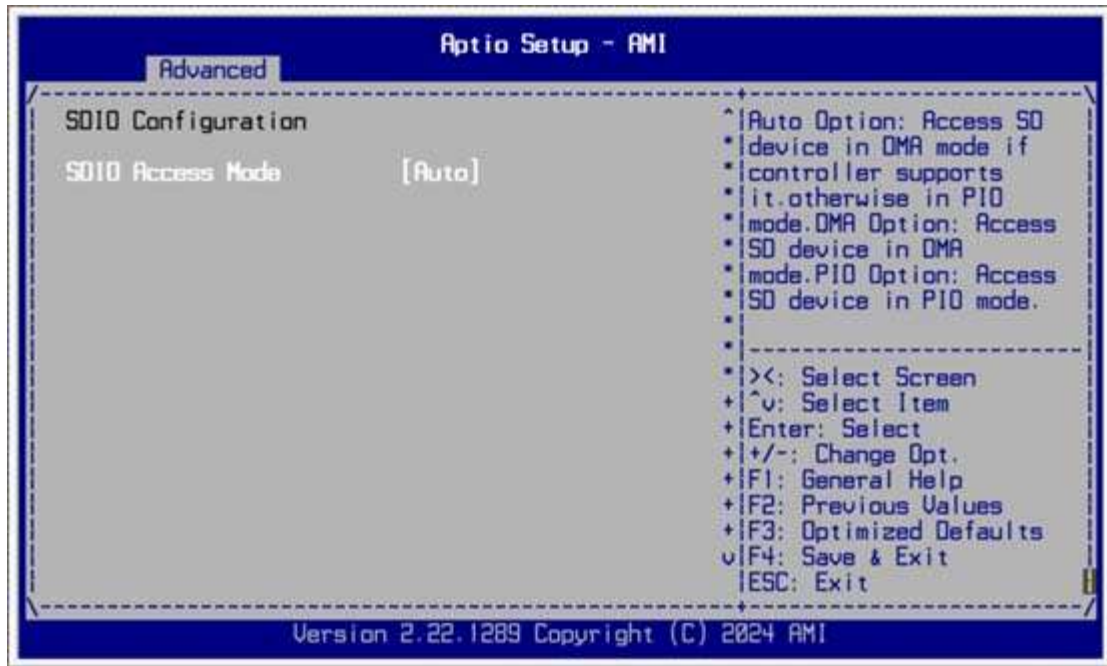 Aptio Setup - AMI
Advanced
SDIO Configuration
SDIO Access Mode [Auto]
Auto Option: Access SD
device in DMA mode if
controller supports
it.otherwise in PIO
mode.DMA Option: Access
SD device in DMA
mode.PIO Option: Access
SD device in PIO mode.
><: Select Screen
^v: Select Item
Enter: Select
+/-: Change Opt.
F1: General Help
F2: Previous Values
F3: Optimized Defaults
F4: Save & Exit
ESC: Exit
Version 2.22.1289 Copyright (C) 2024 AMI